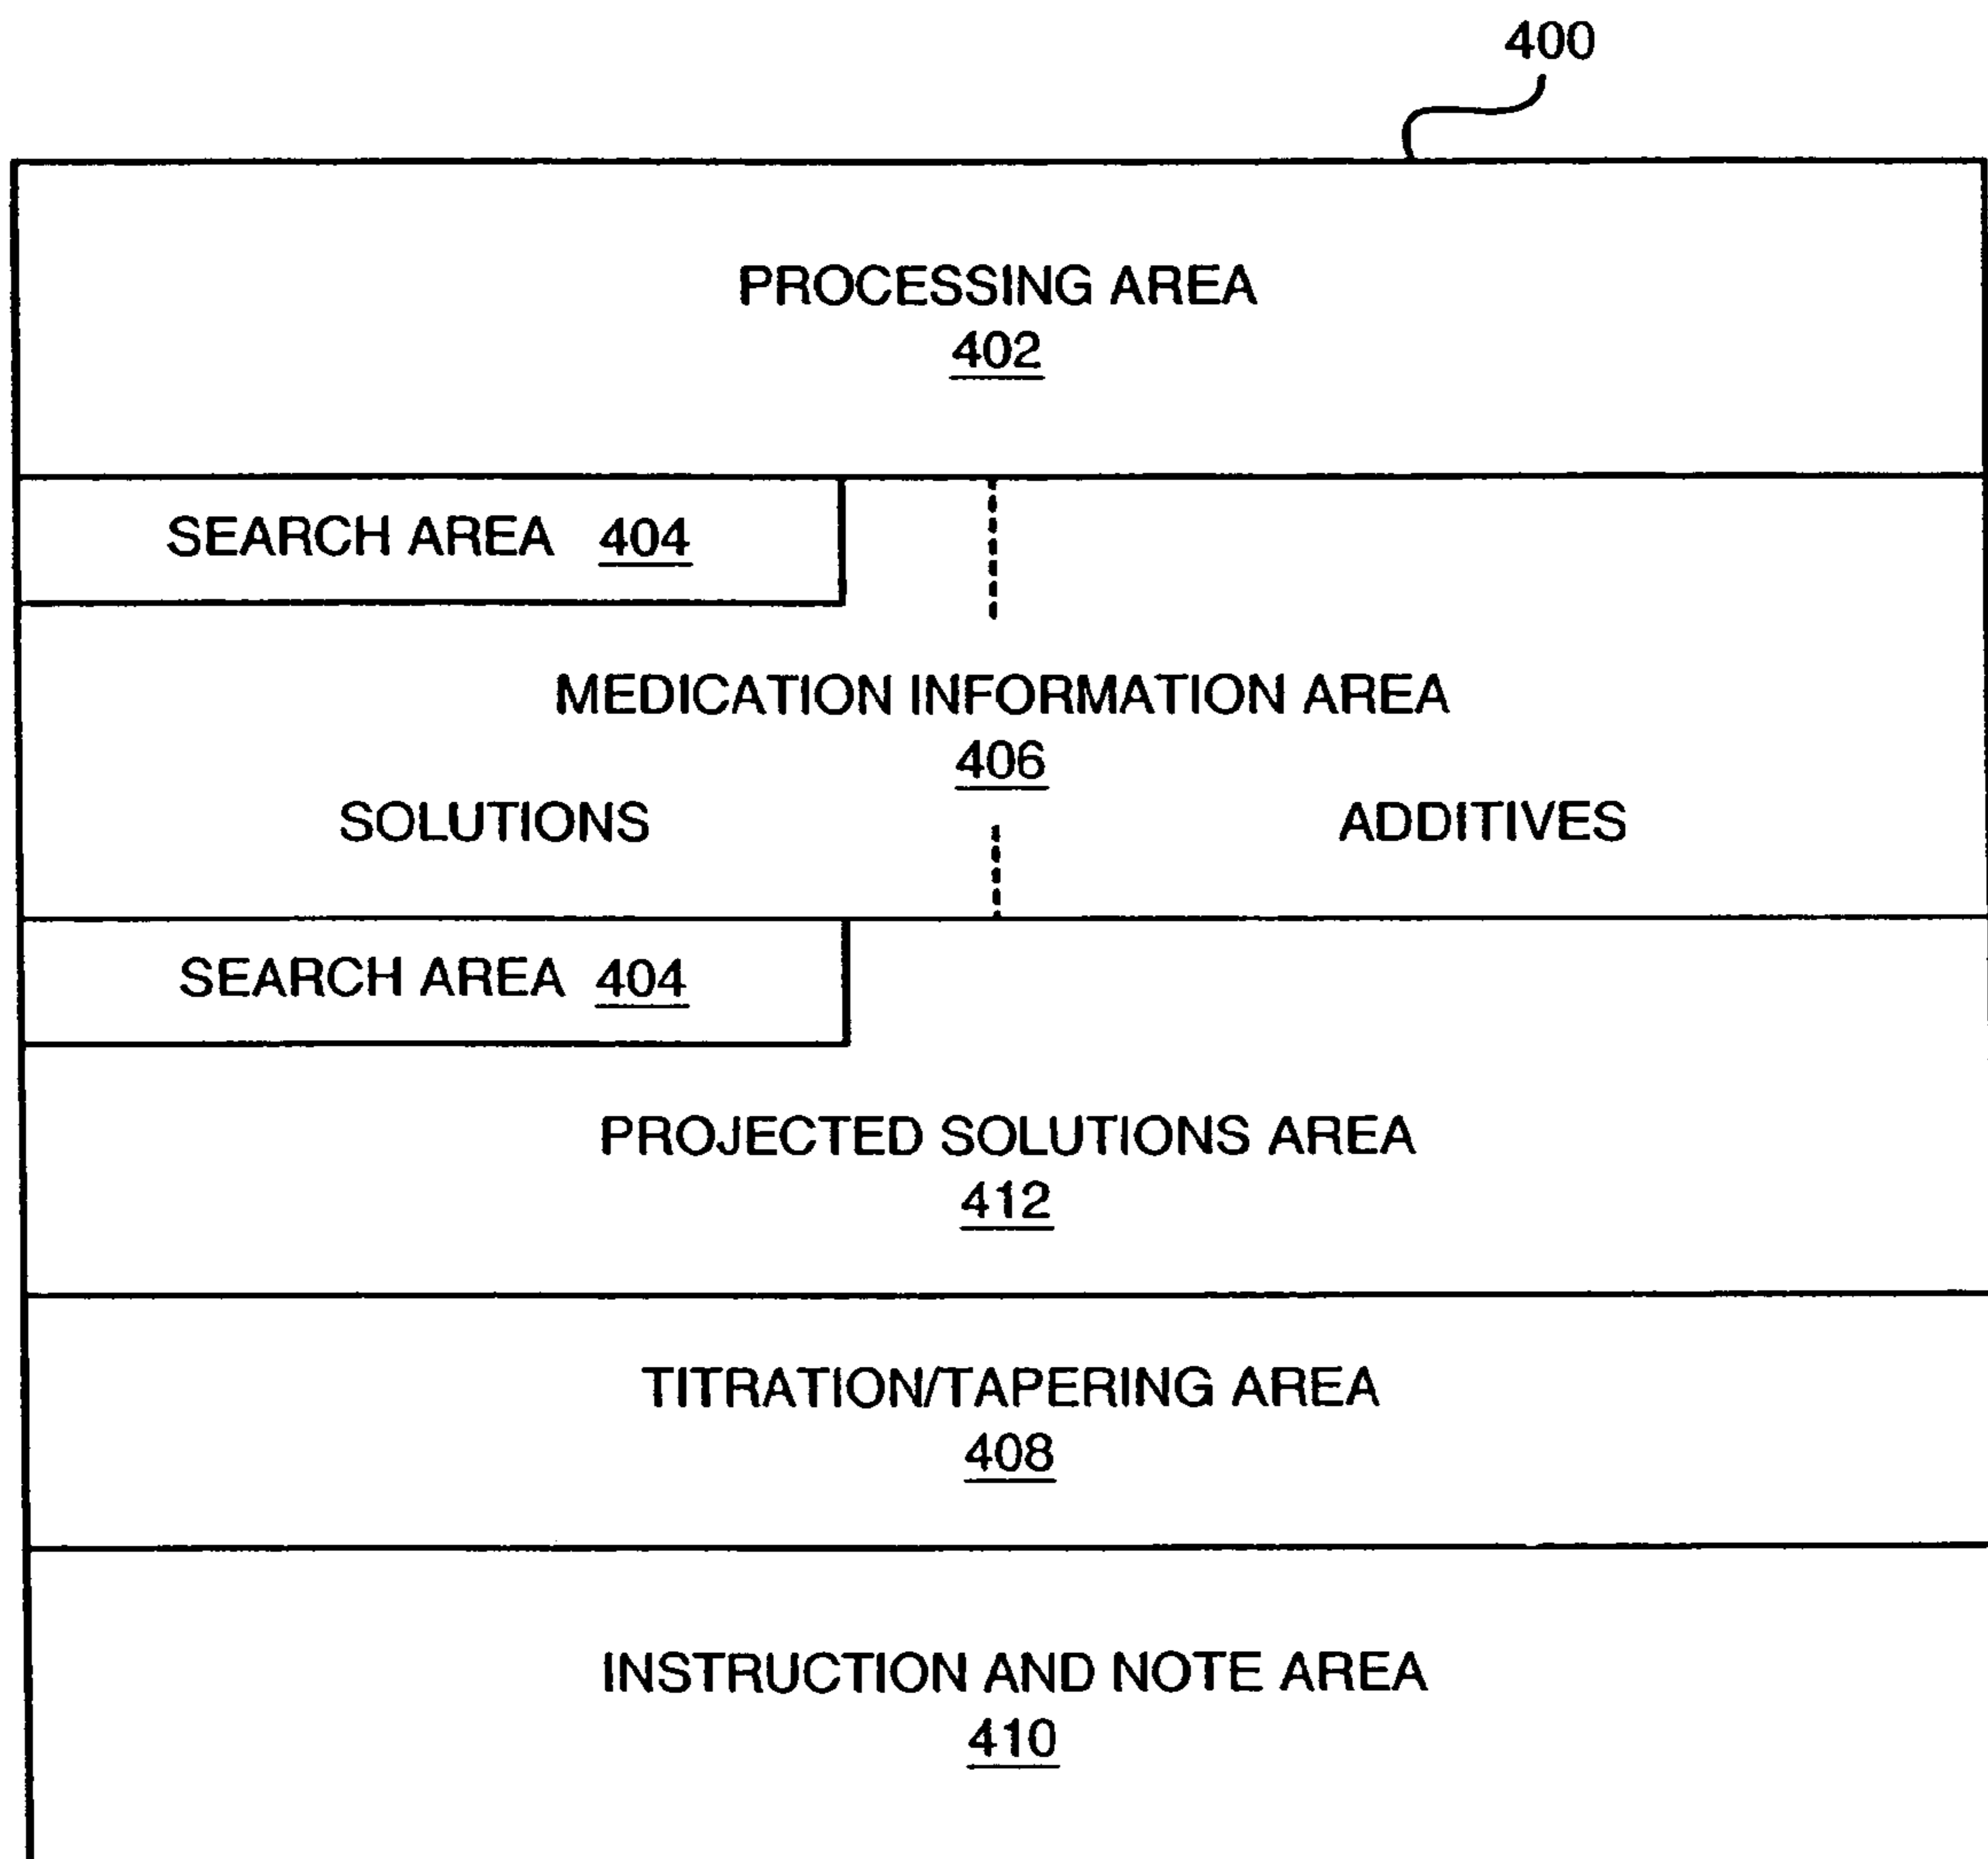 400
PROCESSING AREA
402
SEARCH AREA 404
MEDICATION INFORMATION AREA
406
SOLUTIONS ADDITIVES
SEARCH AREA 404
PROJECTED SOLUTIONS AREA
412
TITRATION/TAPERING AREA
408
INSTRUCTION AND NOTE AREA
410